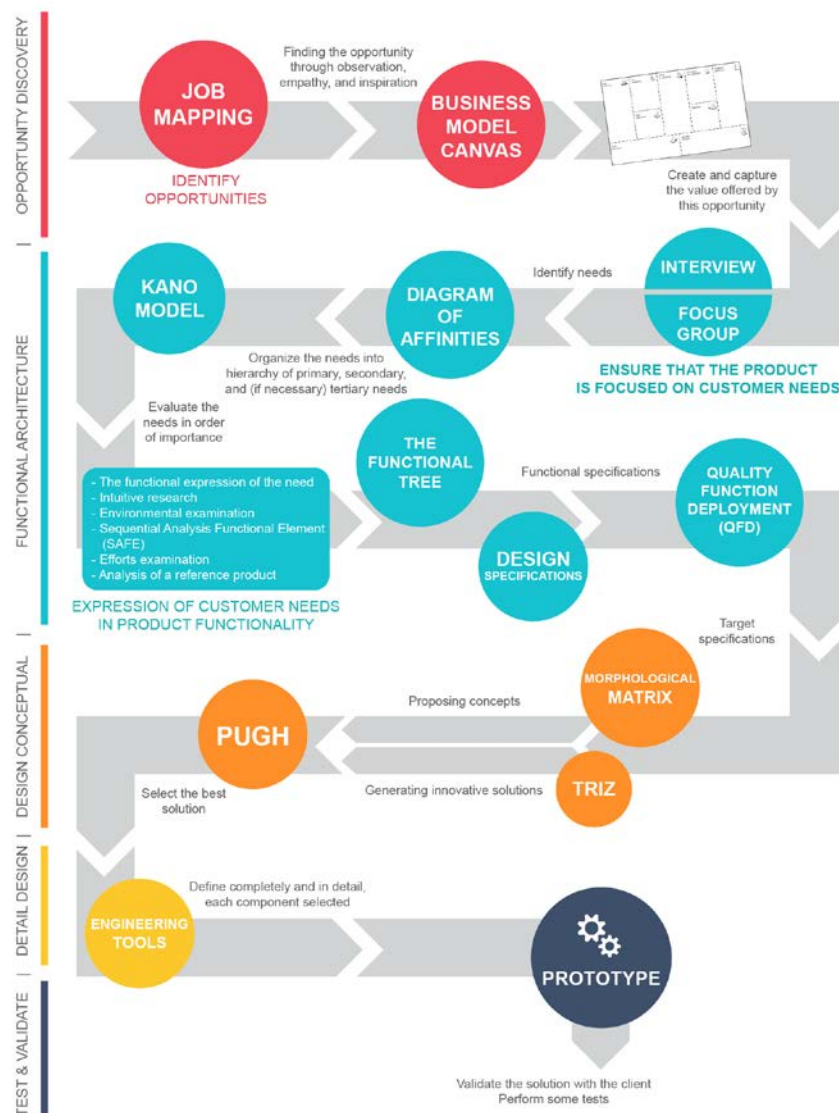 OPPORTUNITY DISCOVERY
JOB
MAPPING
IDENTIFY
OPPORTUNITIES
Finding the opportunity
through observation,
empathy, and inspiration
BUSINESS
MODEL
CANVAS
Create and capture
the value offered by
this opportunity
FUNCTIONAL ARCHITECTURE
INTERVIEW
FOCUS
GROUP
ENSURE THAT THE PRODUCT
IS FOCUSED ON CUSTOMER NEEDS
Identify needs
DIAGRAM
OF
AFFINITIES
Organize the needs into
hierarchy of primary, secondary,
and (if necessary) tertiary needs
KANO
MODEL
Evaluate the
needs in order
of importance
- The functional expression of the need
- Intuitive research
- Environmental examination
- Sequential Analysis Functional Element
(SAFE)
- Efforts examination
- Analysis of a reference product
EXPRESSION OF CUSTOMER NEEDS
IN PRODUCT FUNCTIONALITY
THE
FUNCTIONAL
TREE
Functional specifications
DESIGN
SPECIFICATIONS
QUALITY
FUNCTION
DEPLOYMENT
(QFD)
Target
specifications
DESIGN CONCEPTUAL
MORPHOLOGICAL
MATRIX
Proposing concepts
TRIZ
Generating innovative solutions
PUGH
Select the best
solution
DETAIL DESIGN
ENGINEERING
TOOLS
Define completely and in detail,
each component selected
PROTOTYPE
TEST & VALIDATE
Validate the solution with the client
Perform some tests